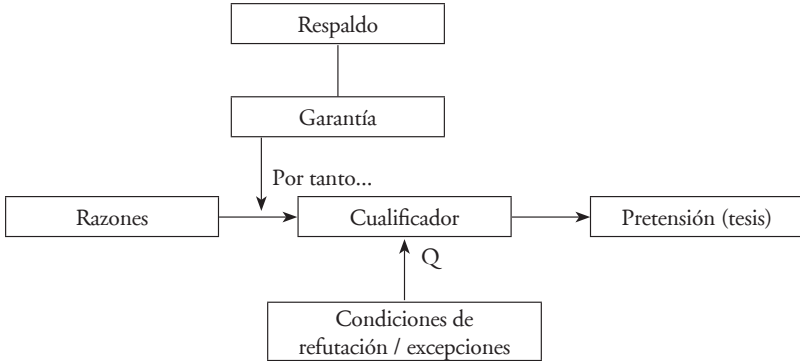 Respaldo
Garantía
Por tanto...
Razones
Cualificador
Pretensión (tesis)
Q
Condiciones de
refutación / excepciones